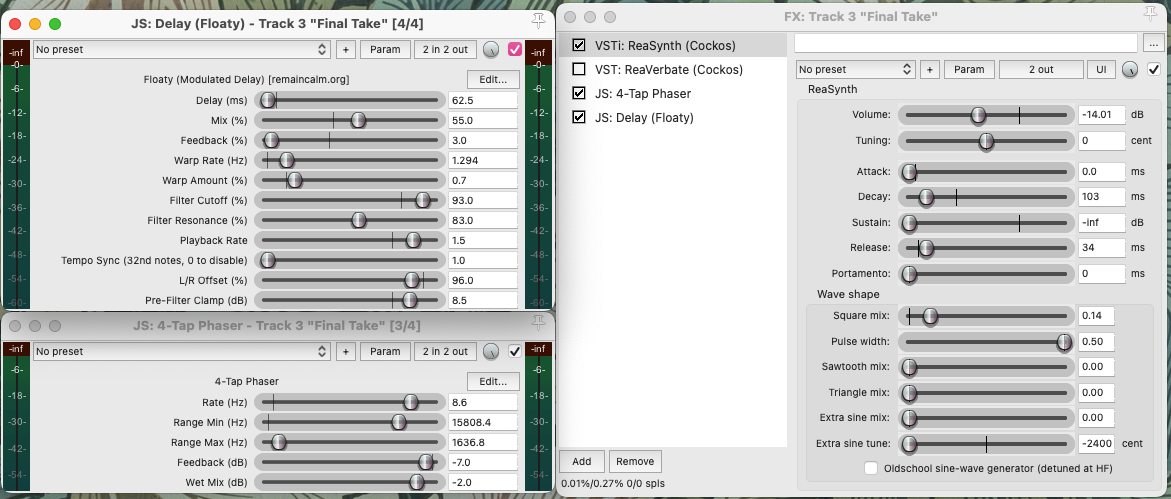 JS: Delay (Floaty) - Track 3 "Final Take" [4/4]
-inf
-0-
-6-
-12-
-18-
-24-
-30-
-36-
-42-
-48-
-54-
-60-
No preset
+
Param
2 in 2 out
-inf
-0-
-6-
-12-
-18-
-24-
-30-
-36-
-42-
-48-
-54-
-60-
Floaty (Modulated Delay) [remaincalm.org]
Edit...
Delay (ms) 62.5
Mix (%) 55.0
Feedback (%) 3.0
Warp Rate (Hz) 1.294
Warp Amount (%) 0.7
Filter Cutoff (%) 93.0
Filter Resonance (%) 83.0
Playback Rate 1.5
Tempo Sync (32nd notes, 0 to disable) 1.0
L/R Offset (%) 96.0
Pre-Filter Clamp (dB) 8.5
JS: 4-Tap Phaser - Track 3 "Final Take" [3/4]
-inf
-6-
-18-
-30-
-42-
-54-
No preset
+
Param
2 in 2 out
-inf
-6-
-18-
-30-
-42-
-54-
4-Tap Phaser
Edit...
Rate (Hz) 8.6
Range Min (Hz) 15808.4
Range Max (Hz) 1636.8
Feedback (dB) -7.0
Wet Mix (dB) -2.0
FX: Track 3 "Final Take"
VSTi: ReaSynth (Cockos)
VST: ReaVerbate (Cockos)
JS: 4-Tap Phaser
JS: Delay (Floaty)
Add
Remove
0.01%/0.27% 0/0 spls
...
No preset
+
Param
2 out
UI
ReaSynth
Volume: -14.01 dB
Tuning: 0 cent
Attack: 0.0 ms
Decay: 103 ms
Sustain: -inf dB
Release: 34 ms
Portamento: 0 ms
Wave shape
Square mix: 0.14
Pulse width: 0.50
Sawtooth mix: 0.00
Triangle mix: 0.00
Extra sine mix: 0.00
Extra sine tune: -2400 cent
Oldschool sine-wave generator (detuned at HF)